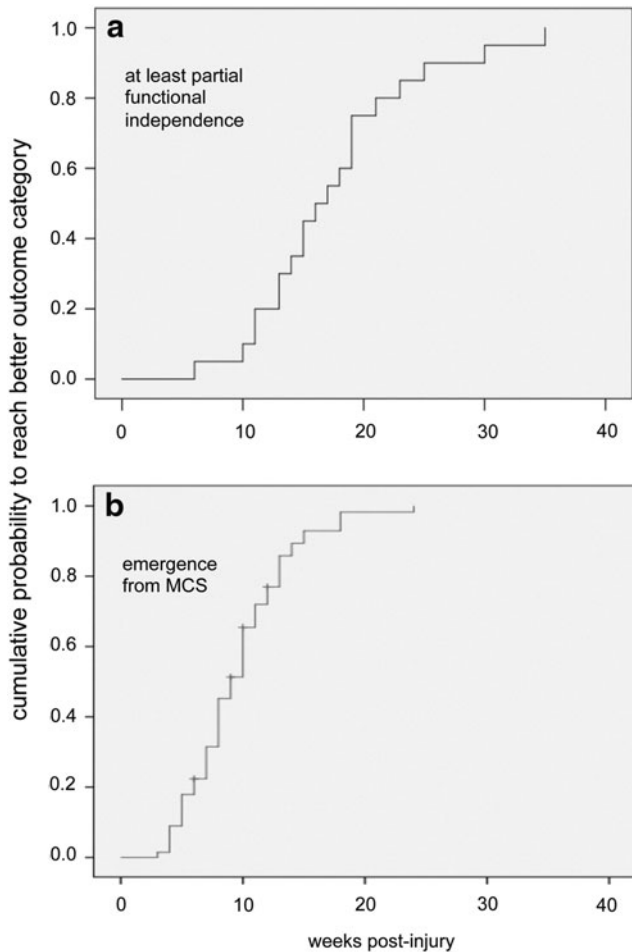 cumulative probability to reach better outcome category
a
at least partial
functional
independence
1.0
0.8
0.6
0.4
0.2
0.0
0 10 20 30 40
b
emergence
from MCS
1.0
0.8
0.6
0.4
0.2
0.0
0 10 20 30 40
weeks post-injury